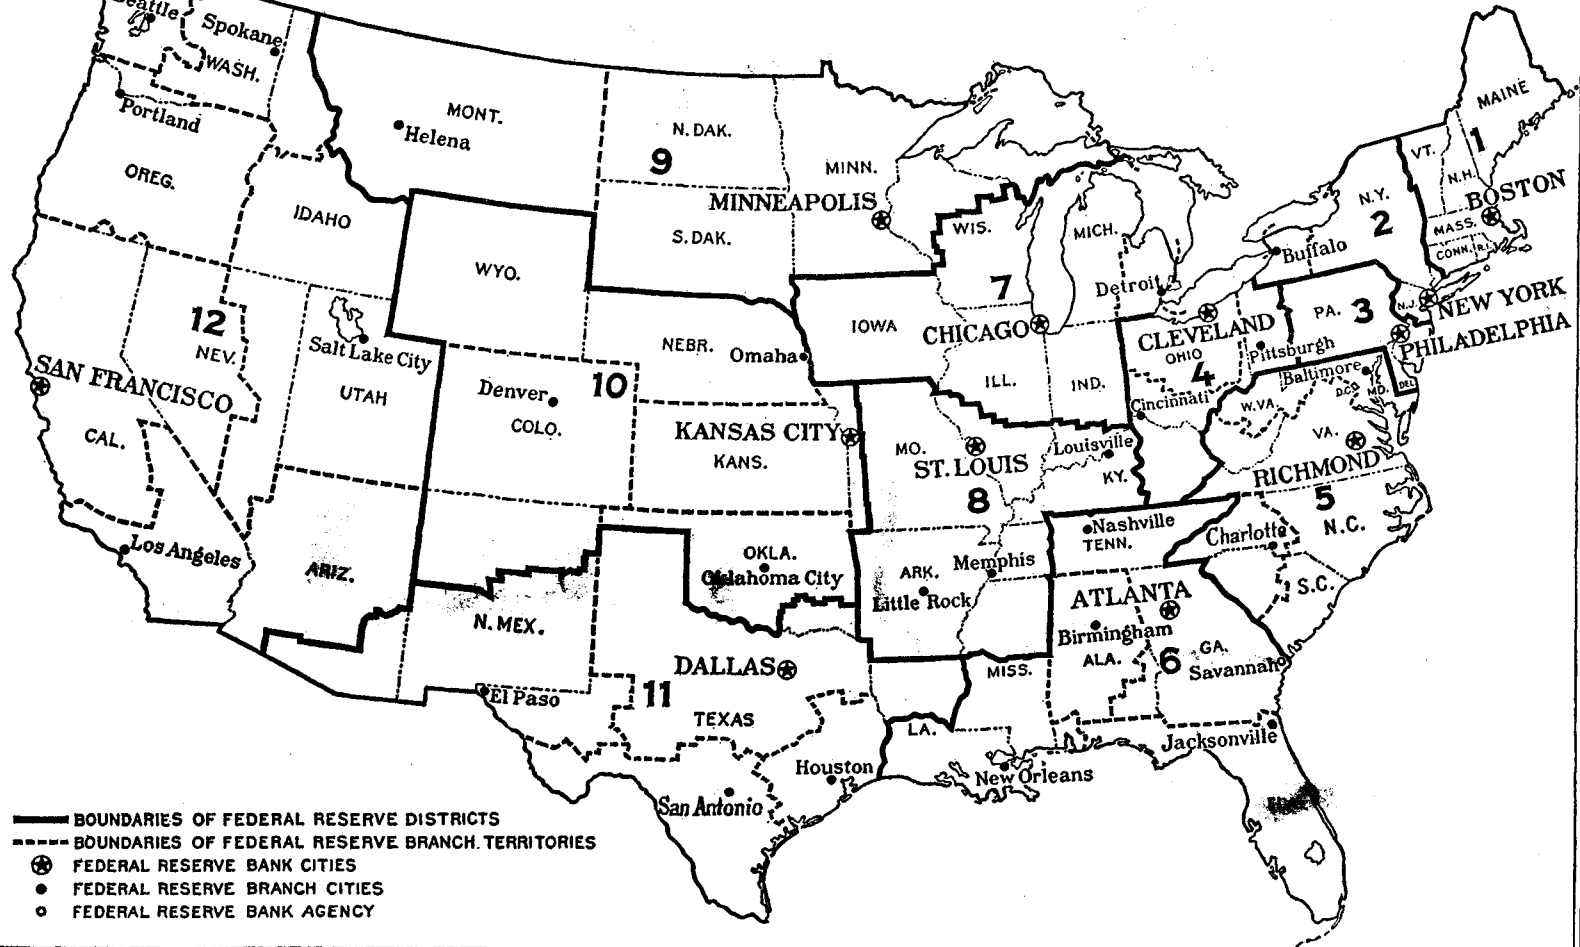 Seattle
Spokane
WASH.
Portland
OREG.
IDAHO
MONT.
Helena
N. DAK.
9
MINN.
MINNEAPOLIS
S. DAK.
WYO.
WIS.
MICH.
7
Detroit
MAINE
1
VT.
N.H.
BOSTON
MASS.
CONN.
R.I.
N.Y.
2
Buffalo
12
NEV.
Salt Lake City
UTAH
SAN FRANCISCO
CAL.
Los Angeles
ARIZ.
NEBR.
Omaha
10
Denver
COLO.
KANSAS CITY
KANS.
IOWA
CHICAGO
ILL.
IND.
CLEVELAND
OHIO
4
Cincinnati
Pittsburgh
PA.
3
N.J.
NEW YORK
PHILADELPHIA
Baltimore
D.C.
MD.
DEL.
W.VA.
VA.
RICHMOND
5
N.C.
Charlotte
S.C.
MO.
ST. LOUIS
8
Louisville
KY.
Nashville
TENN.
Memphis
ARK.
Little Rock
OKLA.
Oklahoma City
N. MEX.
El Paso
DALLAS
11
TEXAS
Houston
San Antonio
LA.
New Orleans
MISS.
ATLANTA
Birmingham
ALA.
6
GA.
Savannah
Jacksonville
BOUNDARIES OF FEDERAL RESERVE DISTRICTS
BOUNDARIES OF FEDERAL RESERVE BRANCH TERRITORIES
FEDERAL RESERVE BANK CITIES
FEDERAL RESERVE BRANCH CITIES
FEDERAL RESERVE BANK AGENCY